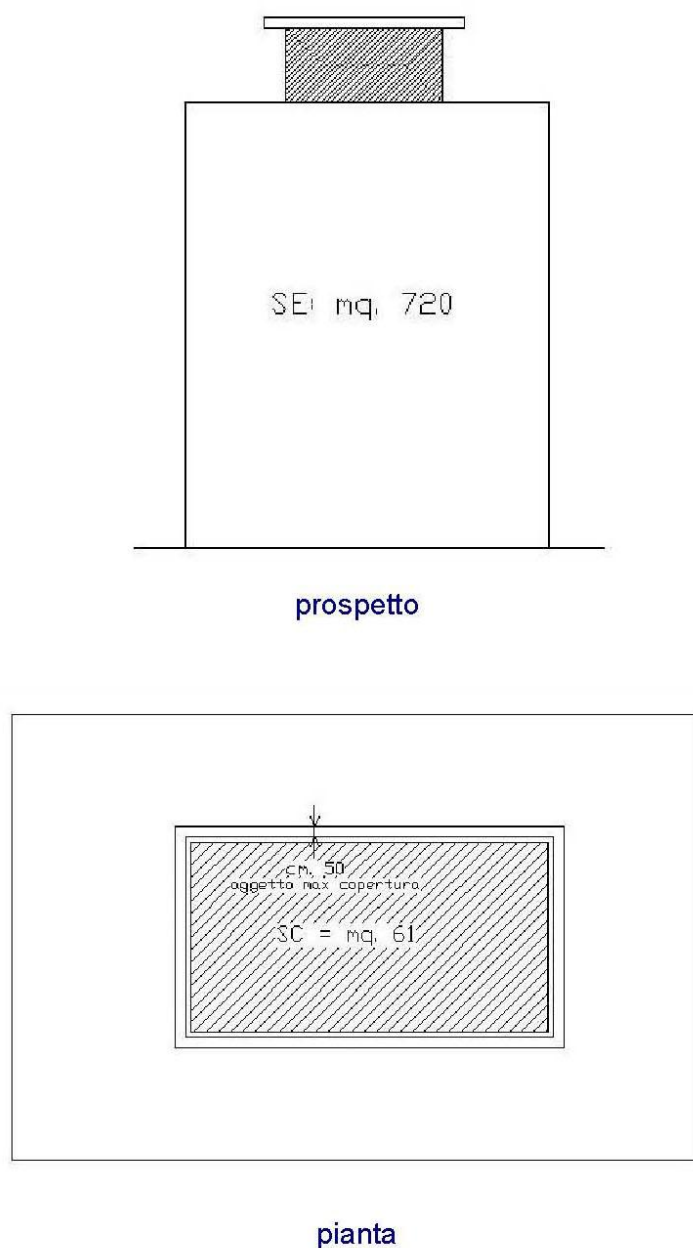 SE: mq. 720
prospetto
cm. 50
aggetto max copertura
SC = mq. 61
pianta